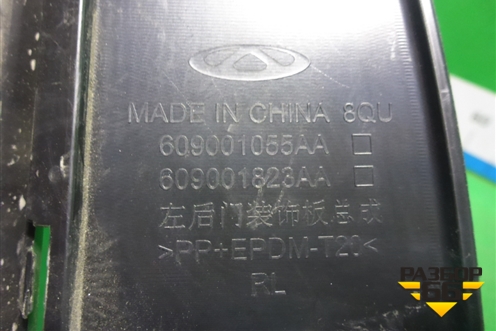 MADE IN CHINA 8QU
609001055AA
609001823AA
左后门装饰板总成
>PP+EPDM-T20<
RL
РАЗБОР
66